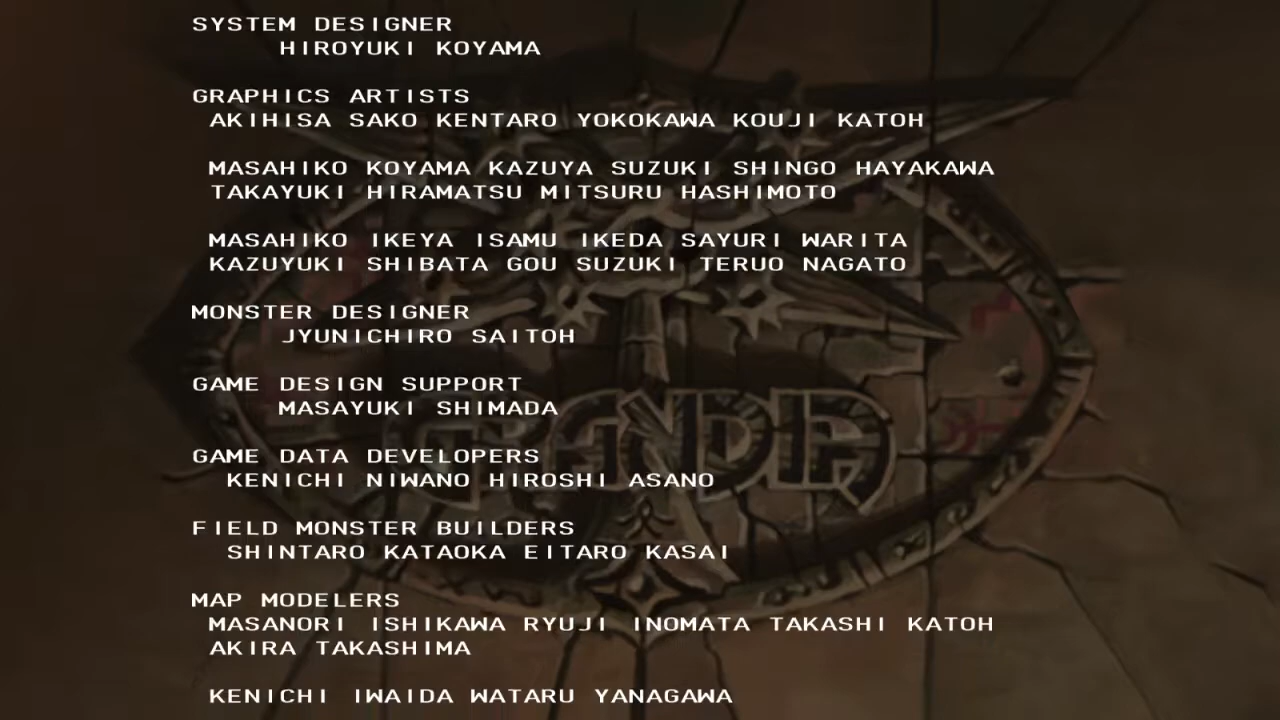 SYSTEM DESIGNER
HIROYUKI KOYAMA
GRAPHICS ARTISTS
AKIHISA SAKO KENTARO YOKOKAWA KOUJI KATOH
MASAHIKO KOYAMA KAZUYA SUZUKI SHINGO HAYAKAWA
TAKAYUKI HIRAMATSU MITSURU HASHIMOTO
MASAHIKO IKEYA ISAMU IKEDA SAYURI WARITA
KAZUYUKI SHIBATA GOU SUZUKI TERUO NAGATO
MONSTER DESIGNER
JYUNICHIRO SAITOH
GAME DESIGN SUPPORT
MASAYUKI SHIMADA
GRANDIA
GAME DATA DEVELOPERS
KENICHI NIWANO HIROSHI ASANO
FIELD MONSTER BUILDERS
SHINTARO KATAOKA EITARO KASAI
MAP MODELERS
MASANORI ISHIKAWA RYUJI INOMATA TAKASHI KATOH
AKIRA TAKASHIMA
KENICHI IWAIDA WATARU YANAGAWA